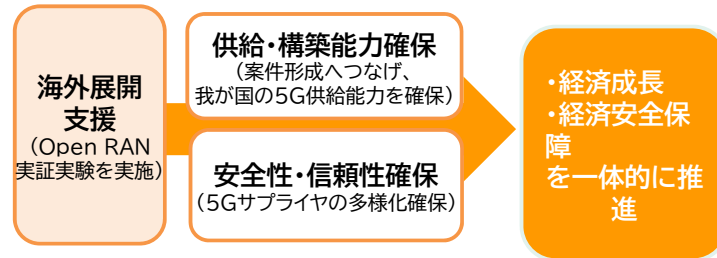 海外展開
支援
(Open RAN
実証実験を実施)
供給・構築能力確保
(案件形成へつなげ、
我が国の5G供給能力を確保)
安全性・信頼性確保
(5Gサプライヤの多様化確保)
・経済成長
・経済安全保
障
を一体的に推
進